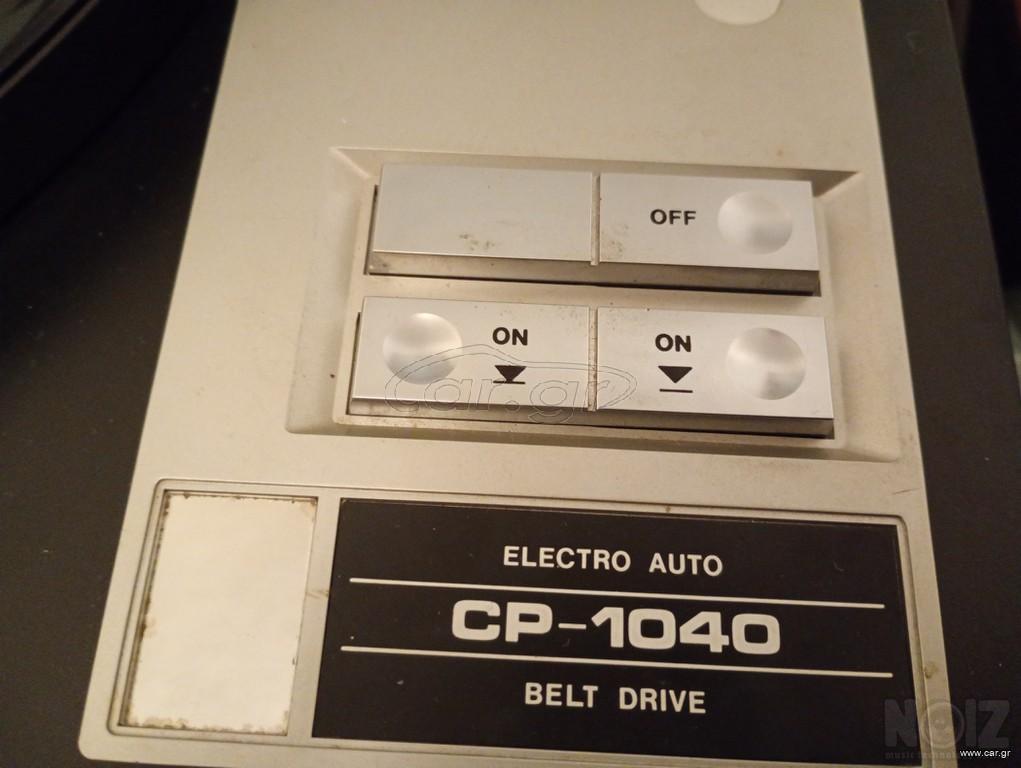 OFF
ON ON
car.gr
ELECTRO AUTO
CP-1040
BELT DRIVE
NOIZ
www.car.gr